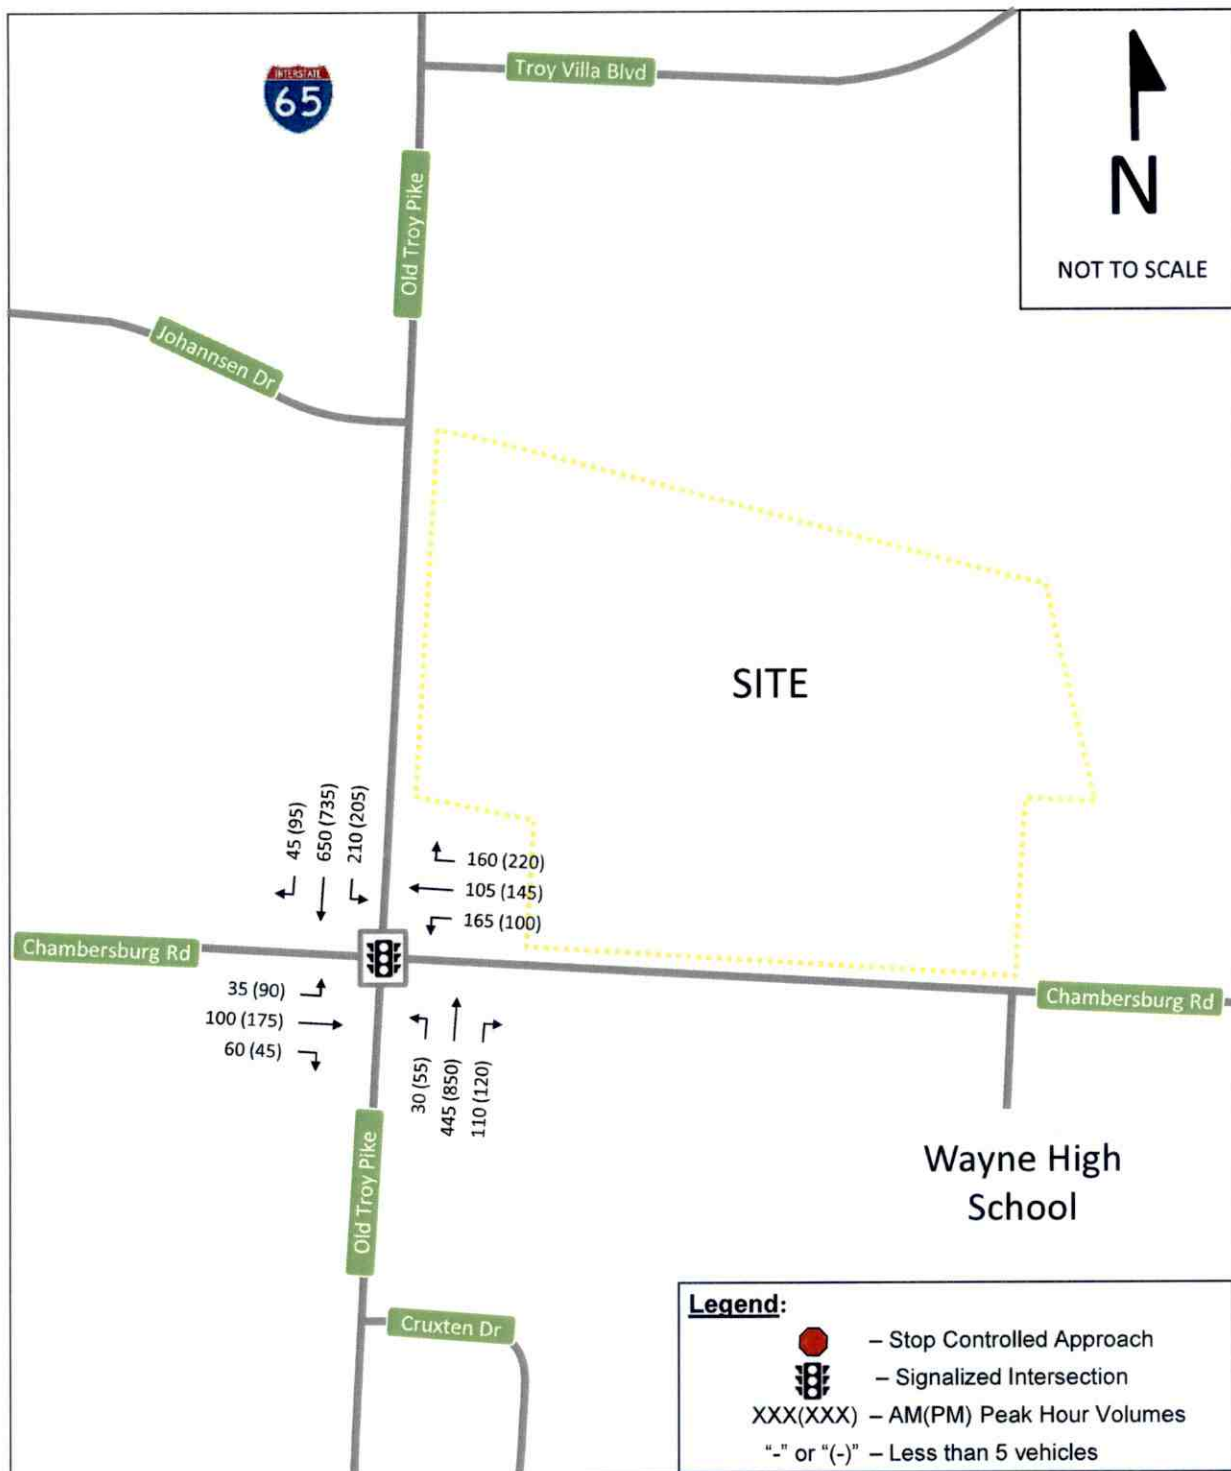 Troy Villa Blvd
INTERSTATE
65
N
NOT TO SCALE
Old Troy Pike
Johannsen Dr
SITE
45 (95)
650 (735)
210 (205)
160 (220)
105 (145)
165 (100)
Chambersburg Rd
35 (90)
100 (175)
60 (45)
30 (55)
445 (850)
110 (120)
Chambersburg Rd
Old Troy Pike
Wayne High
School
Cruxten Dr
Legend:
– Stop Controlled Approach
– Signalized Intersection
XXX(XXX) – AM(PM) Peak Hour Volumes
“-” or “(-)” – Less than 5 vehicles